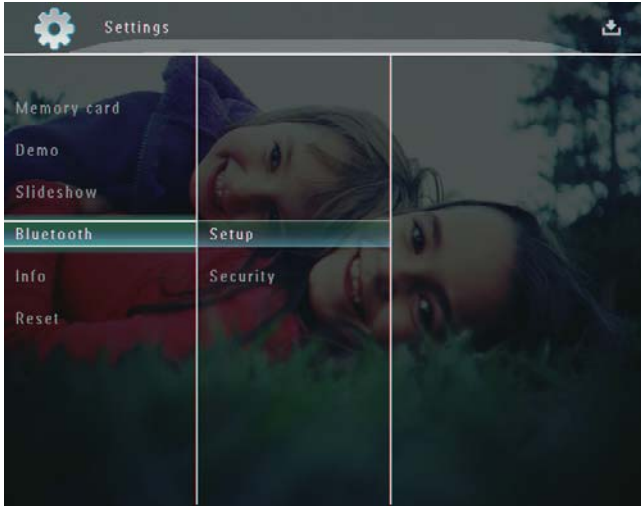 Settings
Memory card
Demo
Slideshow
Bluetooth
Info
Reset
Setup
Security